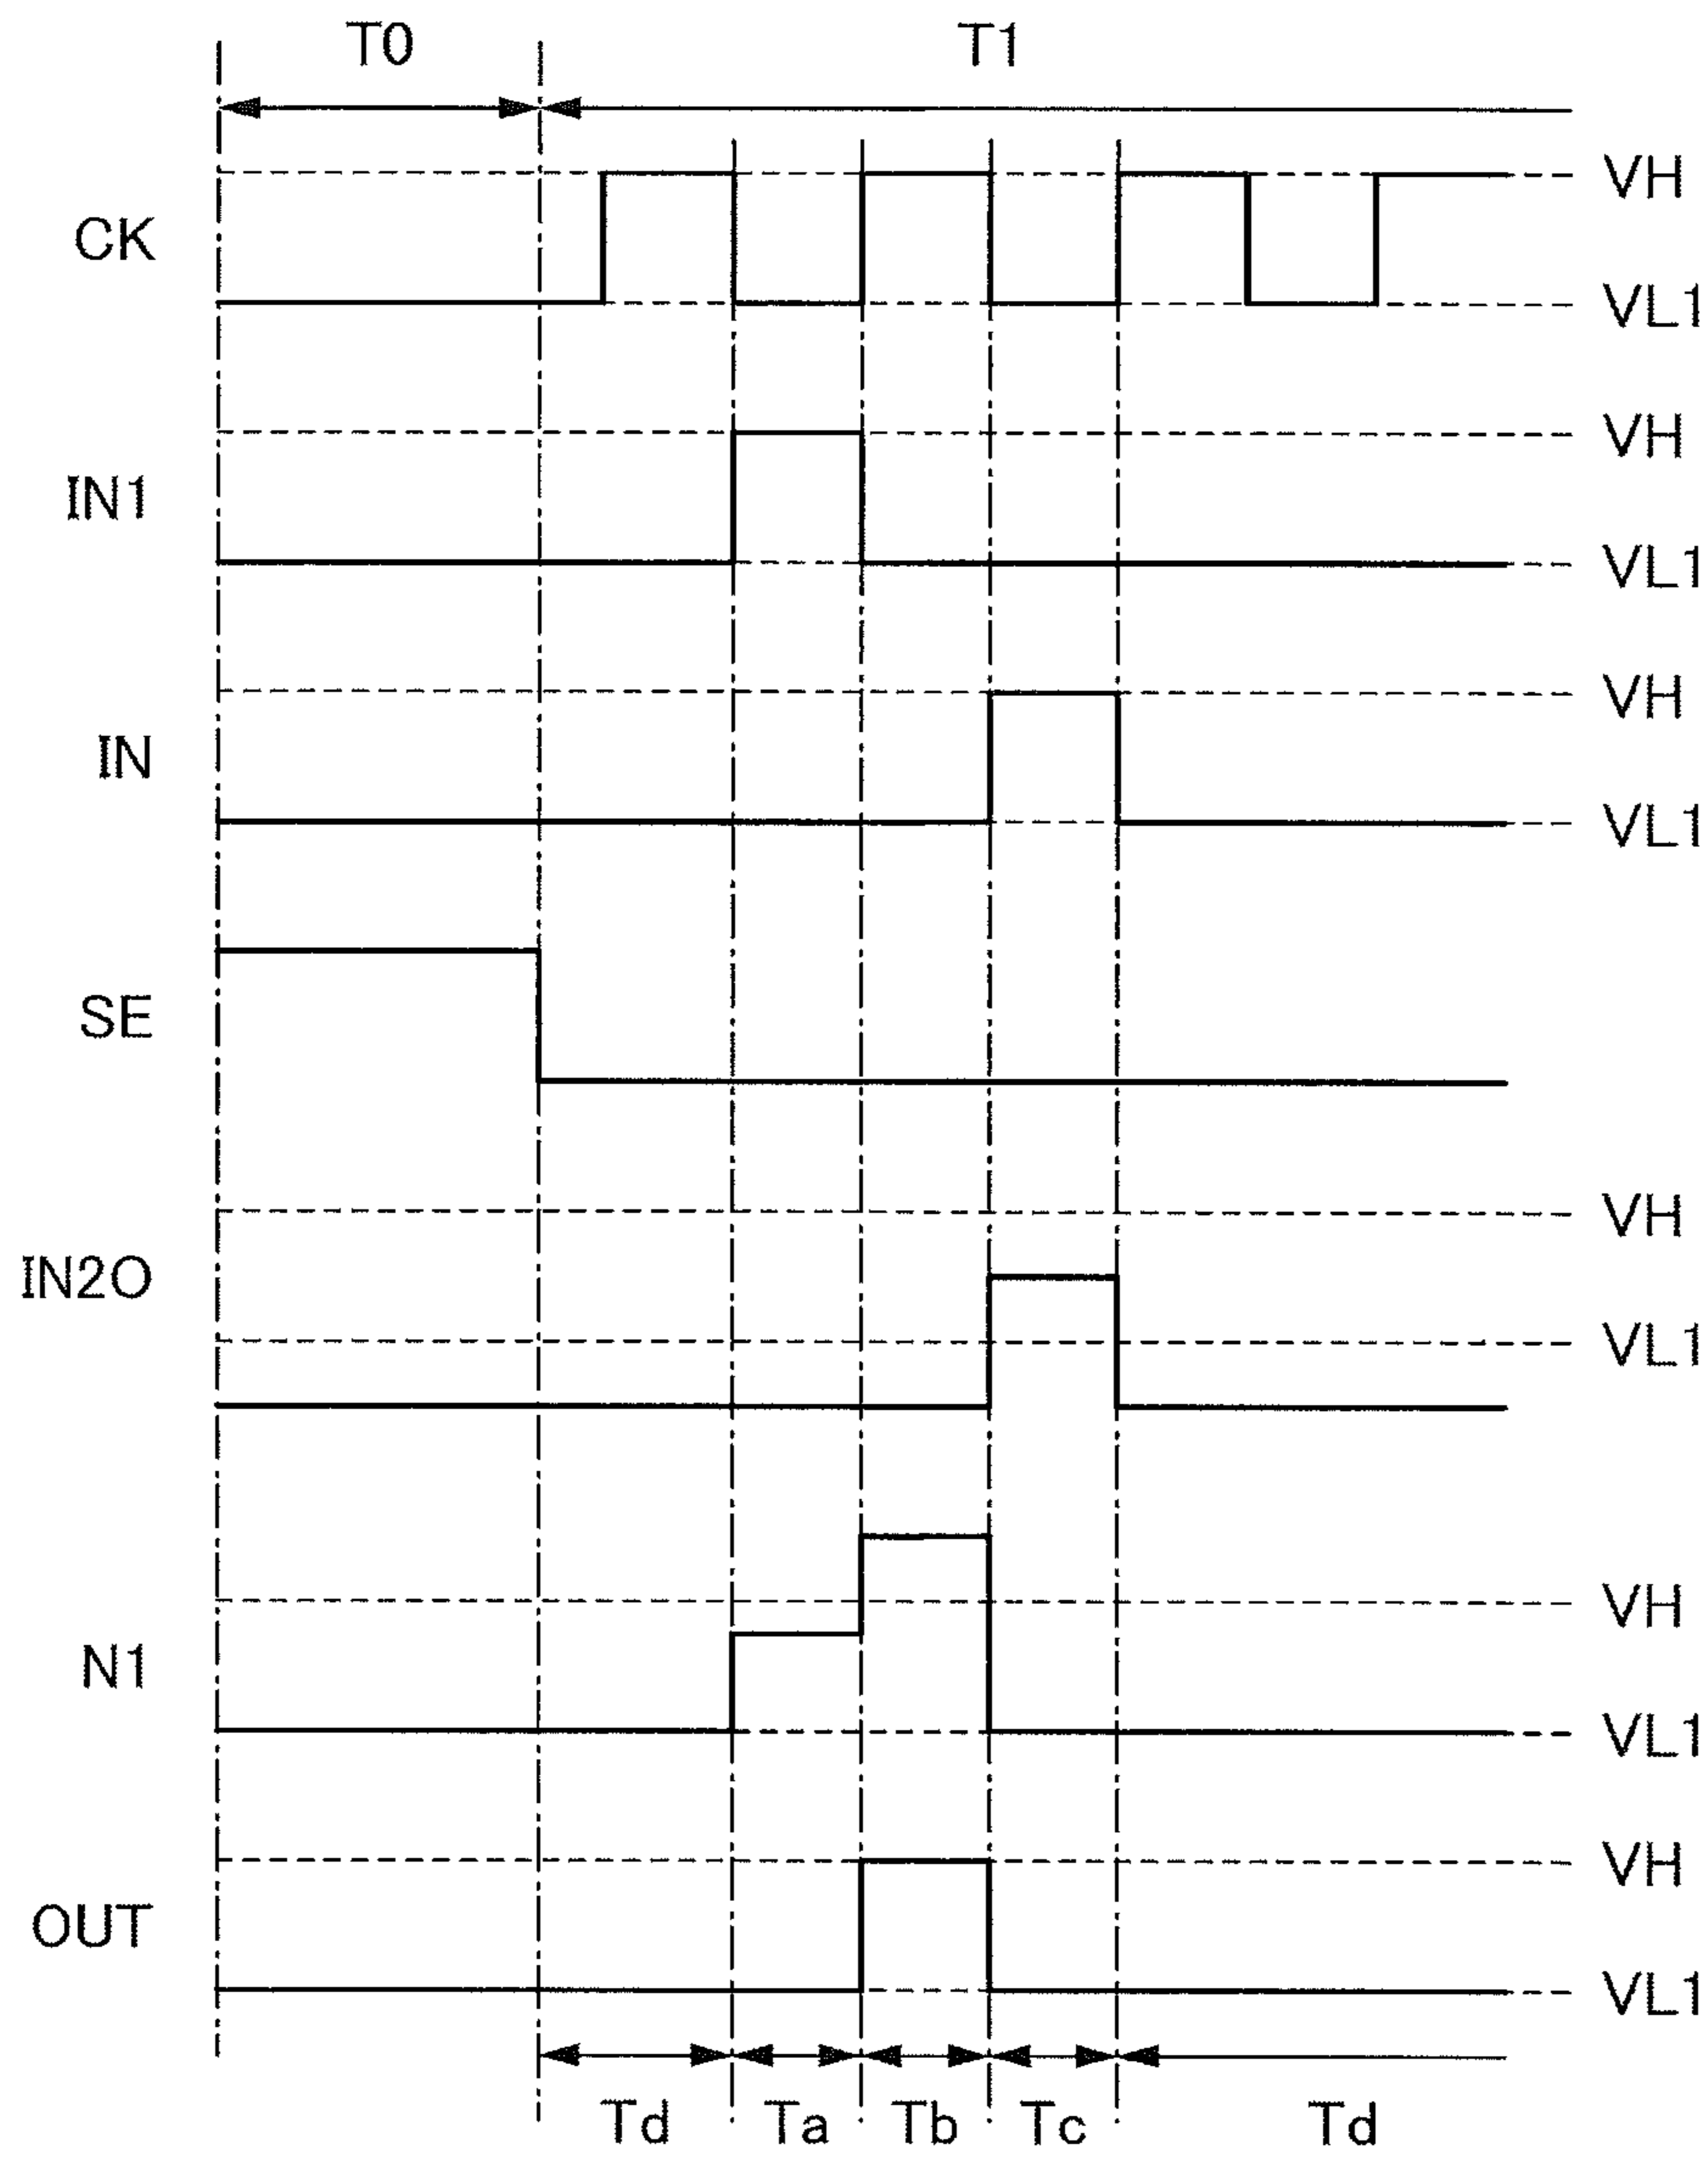 T0 T1
VH
CK
VL1
VH
IN1
VL1
VH
IN
VL1
SE
VH
IN2O
VL1
VH
N1
VL1
VH
OUT
VL1
Td Ta Tb Tc Td